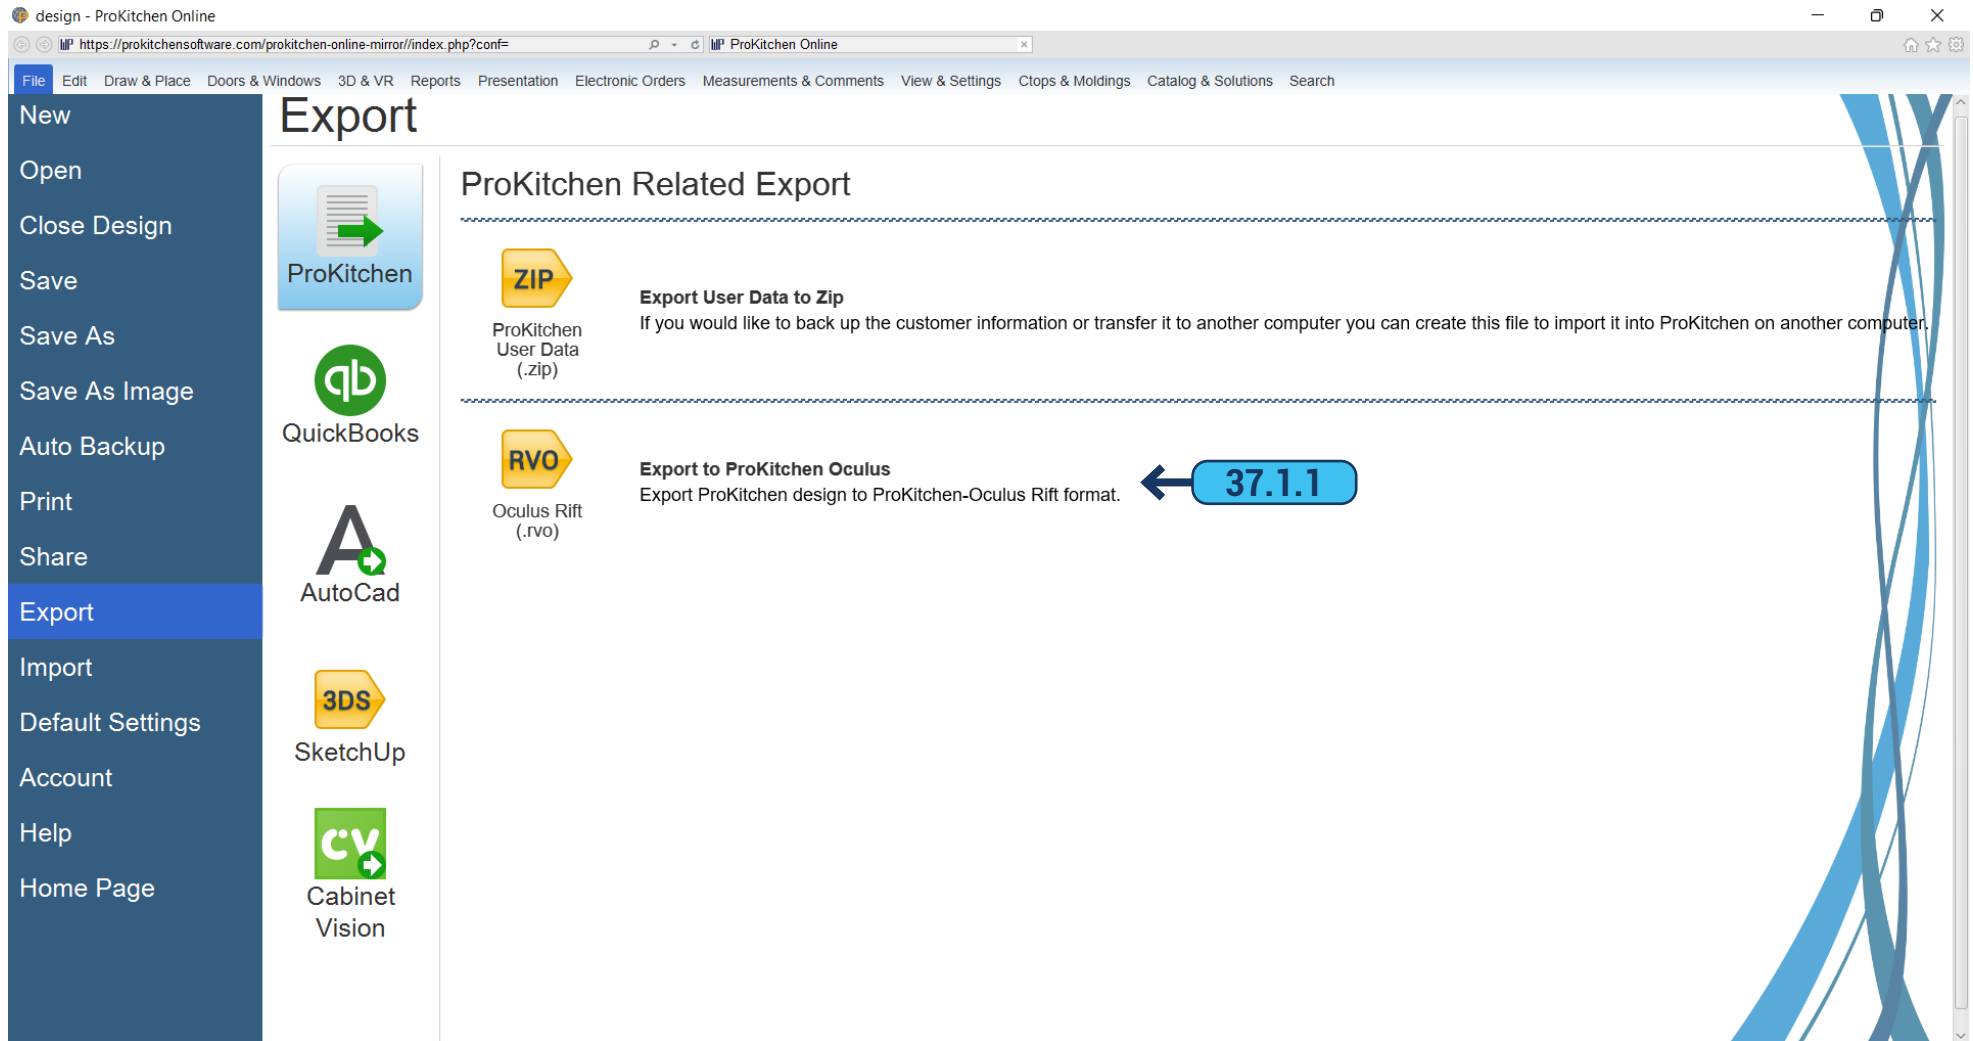 design - ProKitchen Online
https://prokitchensoftware.com/prokitchen-online-mirror//index.php?conf=
ProKitchen Online
File Edit Draw & Place Doors & Windows 3D & VR Reports Presentation Electronic Orders Measurements & Comments View & Settings Ctops & Moldings Catalog & Solutions Search
New
Open
Close Design
Save
Save As
Save As Image
Auto Backup
Print
Share
Export
Import
Default Settings
Account
Help
Home Page
Export
ProKitchen
qb
QuickBooks
A
AutoCad
3DS
SketchUp
CV
Cabinet
Vision
ProKitchen Related Export
ZIP
ProKitchen
User Data
(.zip)
Export User Data to Zip
If you would like to back up the customer information or transfer it to another computer you can create this file to import it into ProKitchen on another computer.
RVO
Oculus Rift
(.rvo)
Export to ProKitchen Oculus
Export ProKitchen design to ProKitchen-Oculus Rift format.
37.1.1